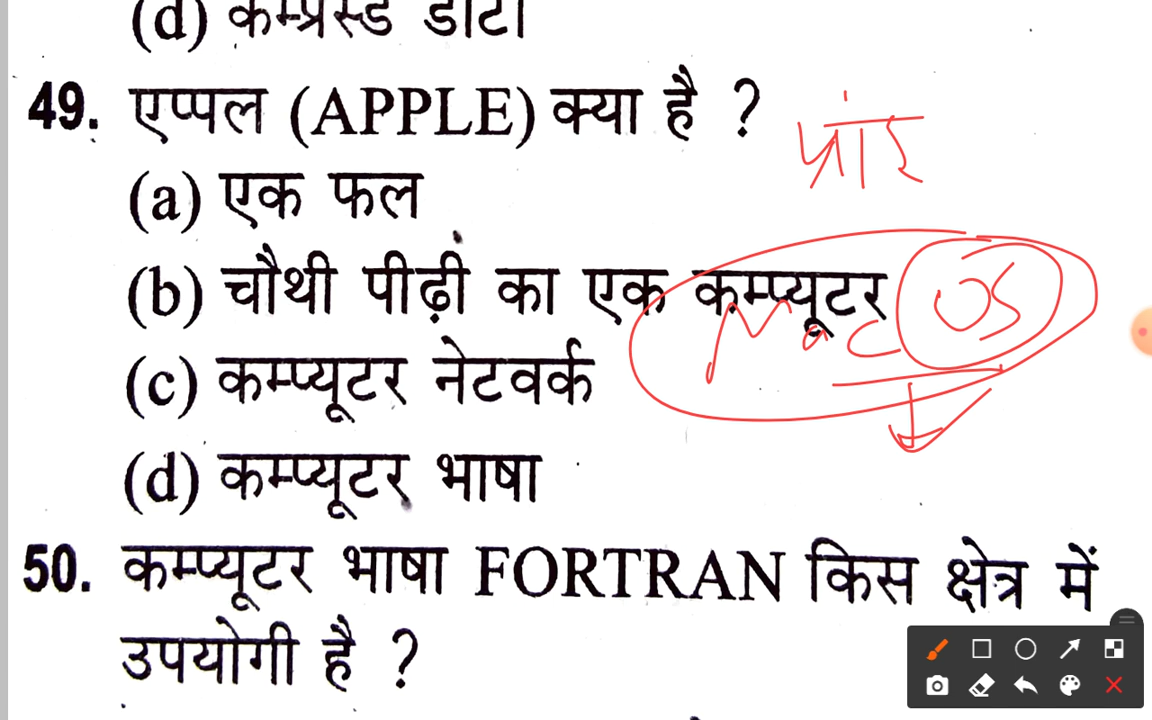 (d) कम्प्रेस्ड डाटा
49. एप्पल (APPLE) क्या है ?
(a) एक फल
(b) चौथी पीढ़ी का एक कम्प्यूटर
Mac OS
(c) कम्प्यूटर नेटवर्क
(d) कम्प्यूटर भाषा
50. कम्प्यूटर भाषा FORTRAN किस क्षेत्र में
उपयोगी है ?